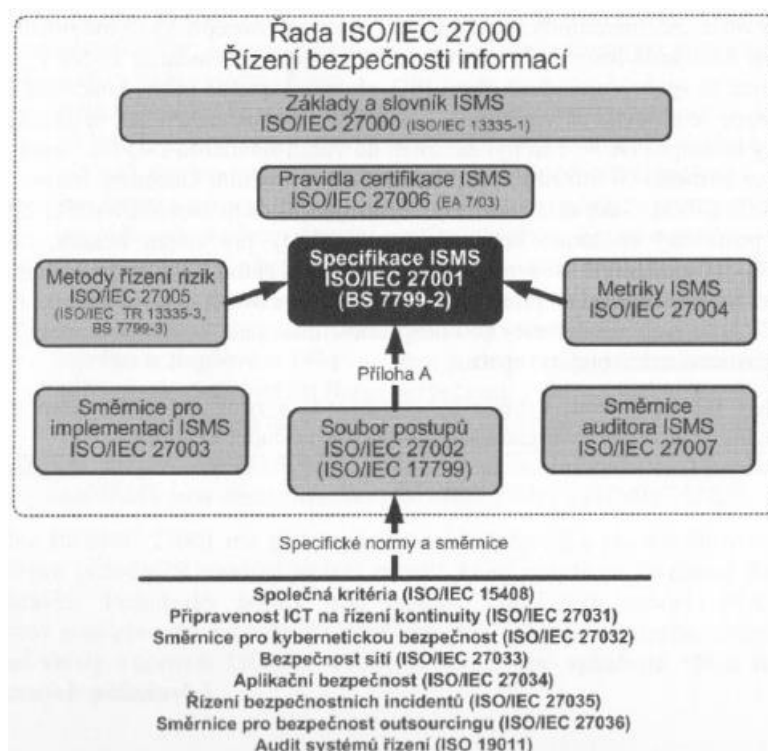 Řada ISO/IEC 27000
Řízení bezpečnosti informací
Základy a slovník ISMS
ISO/IEC 27000 (ISO/IEC 13335-1)
Pravidla certifikace ISMS
ISO/IEC 27006 (EA 7/03)
Metody řízení rizik
ISO/IEC 27005
(ISO/IEC TR 13335-3,
BS 7799-3)
Specifikace ISMS
ISO/IEC 27001
(BS 7799-2)
Metriky ISMS
ISO/IEC 27004
Příloha A
Směrnice pro
implementaci ISMS
ISO/IEC 27003
Soubor postupů
ISO/IEC 27002
(ISO/IEC 17799)
Směrnice
auditora ISMS
ISO/IEC 27007
Specifické normy a směrnice
Společná kritéria (ISO/IEC 15408)
Připravenost ICT na řízení kontinuity (ISO/IEC 27031)
Směrnice pro kybernetickou bezpečnost (ISO/IEC 27032)
Bezpečnost sítí (ISO/IEC 27033)
Aplikační bezpečnost (ISO/IEC 27034)
Řízení bezpečnostních incidentů (ISO/IEC 27035)
Směrnice pro bezpečnost outsourcingu (ISO/IEC 27036)
Audit systémů řízení (ISO 19011)